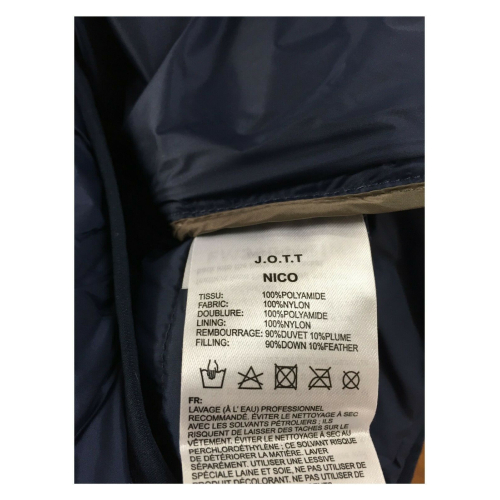 J.O.T.T
NICO
TISSU: 100%POLYAMIDE
FABRIC: 100%NYLON
DOUBLURE: 100%POLYAMIDE
LINING: 100%NYLON
REMBOURRAGE: 90%DUVET 10%PLUME
FILLING: 90%DOWN 10%FEATHER
FR:
LAVAGE (À L' EAU) PROFESSIONNEL
RECOMMANDÉ. ÉVITER LE NETTOYAGE À SEC
AVEC LES SOLVANTS PÉTROLIERS ; ILS
RISQUENT DE LAISSER DES TACHES SUR LE
VÊTEMENT. ÉVITER LE NETTOYAGE À SEC AU
PERCHLOROÉTHYLÈNE ; CE SOLVANT RISQUE
DE DÉTÉRIORER LA MATIÈRE. LAVER
SÉPARÉMENT. UTILISER UNE LESSIVE
SPÉCIALE LAINE ET SOIE, NE PAS UTILISER DE
PRODUIT DÉCOLORANT. NE PAS UTILISER DE